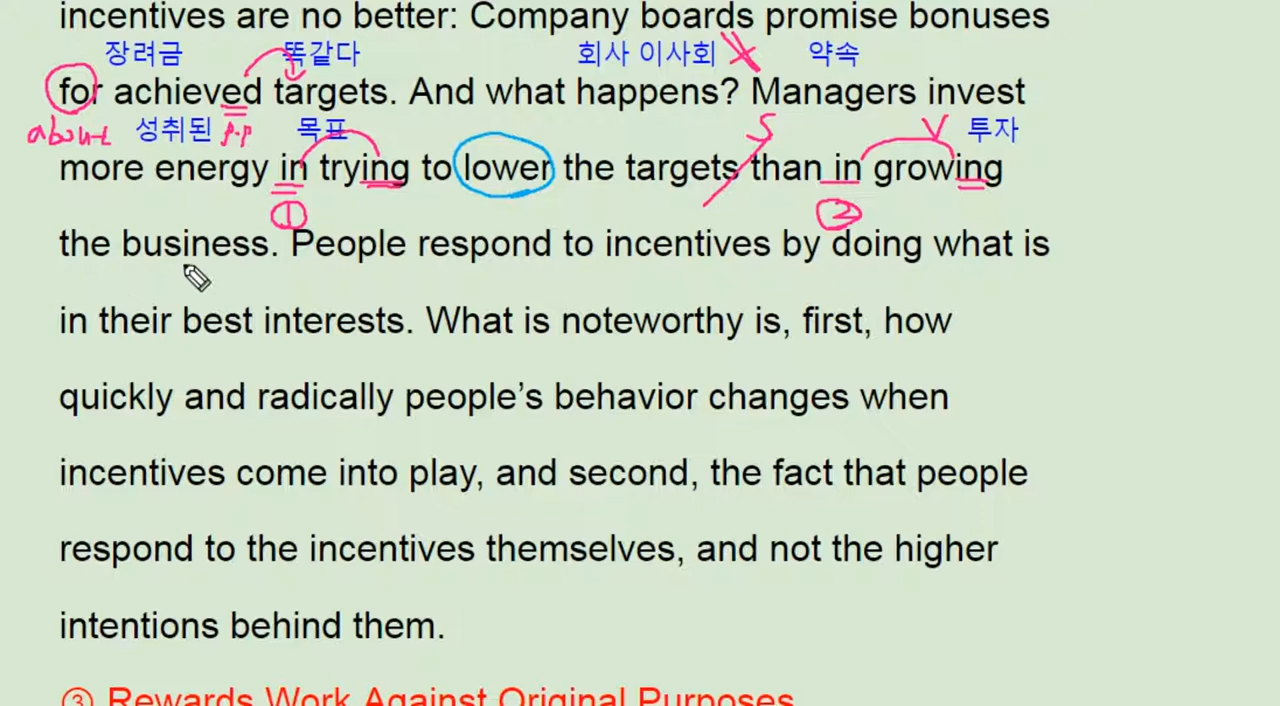 incentives are no better: Company boards promise bonuses
장려금 똑같다 회사 이사회 약속
for achieved targets. And what happens? Managers invest
about 성취된 p.p 목표 S V 투자
more energy in trying to lower the targets than in growing
① ②
the business. People respond to incentives by doing what is
in their best interests. What is noteworthy is, first, how
quickly and radically people’s behavior changes when
incentives come into play, and second, the fact that people
respond to the incentives themselves, and not the higher
intentions behind them.
③ Rewards Work Against Original Purposes